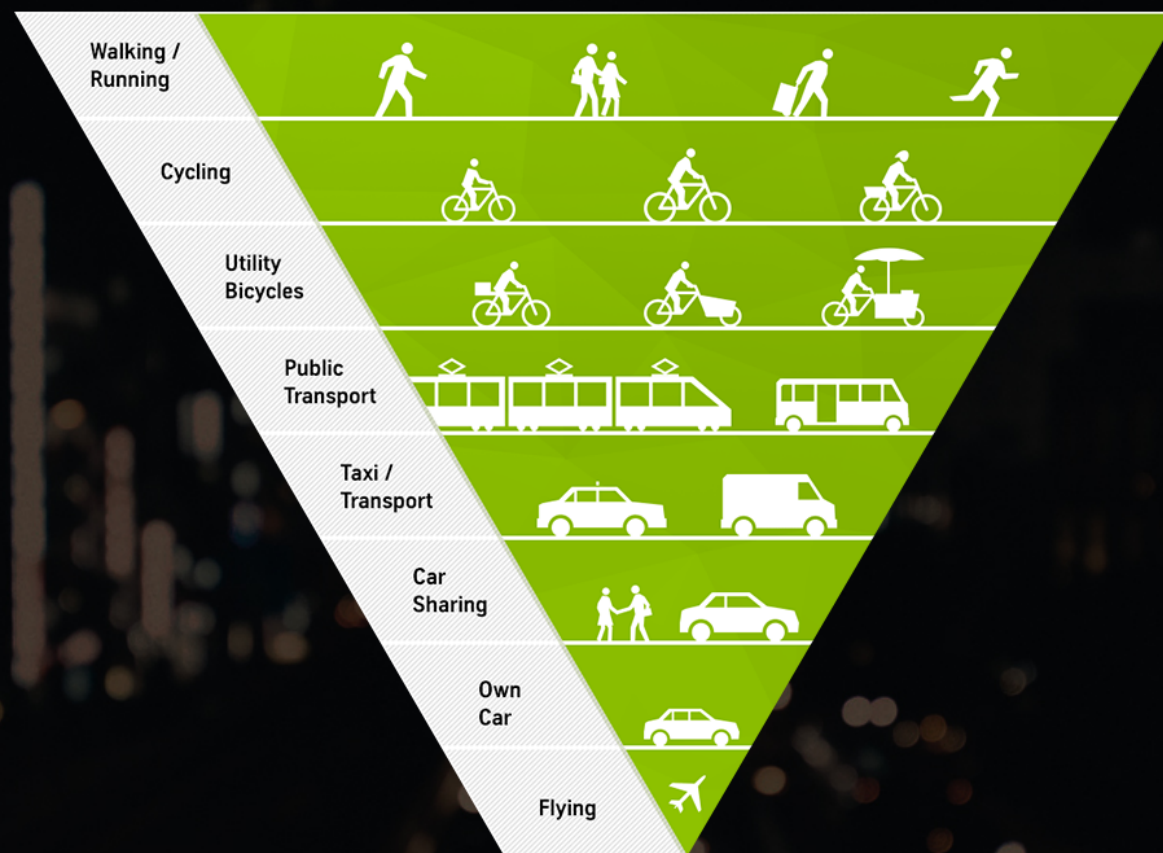 Walking /
Running
Cycling
Utility
Bicycles
Public
Transport
Taxi /
Transport
Car
Sharing
Own
Car
Flying